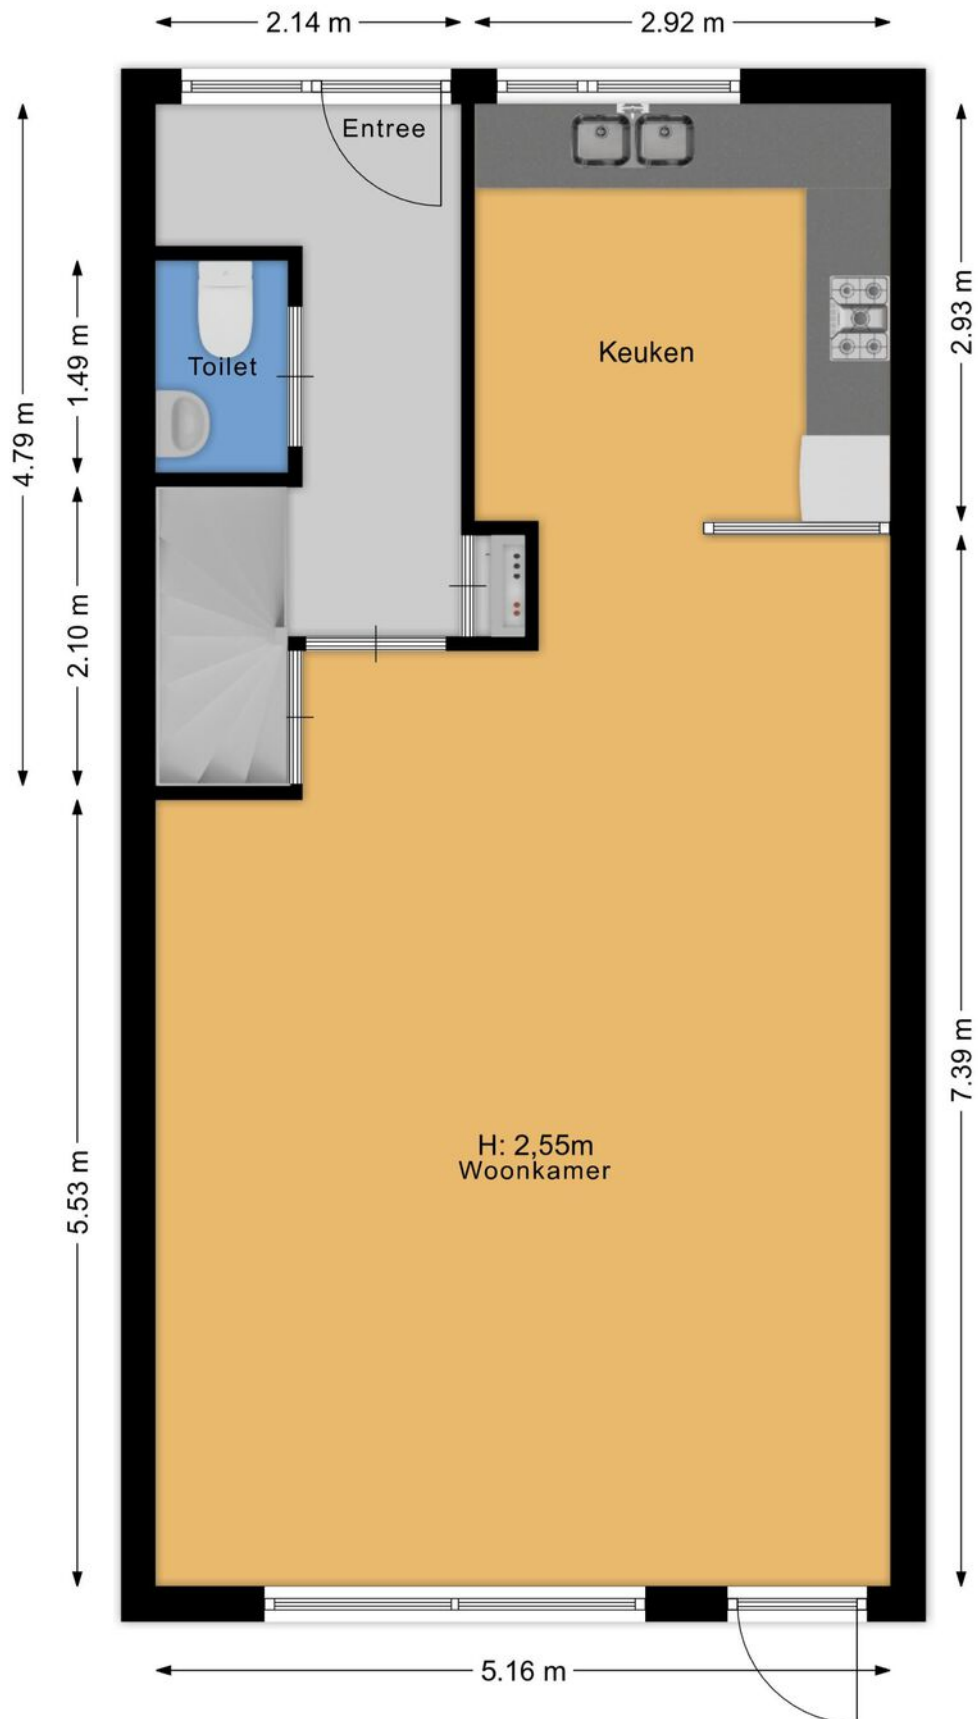 2.14 m
2.92 m
Entree
4.79 m
1.49 m
2.93 m
Toilet
Keuken
2.10 m
5.53 m
7.39 m
H: 2,55m
Woonkamer
5.16 m